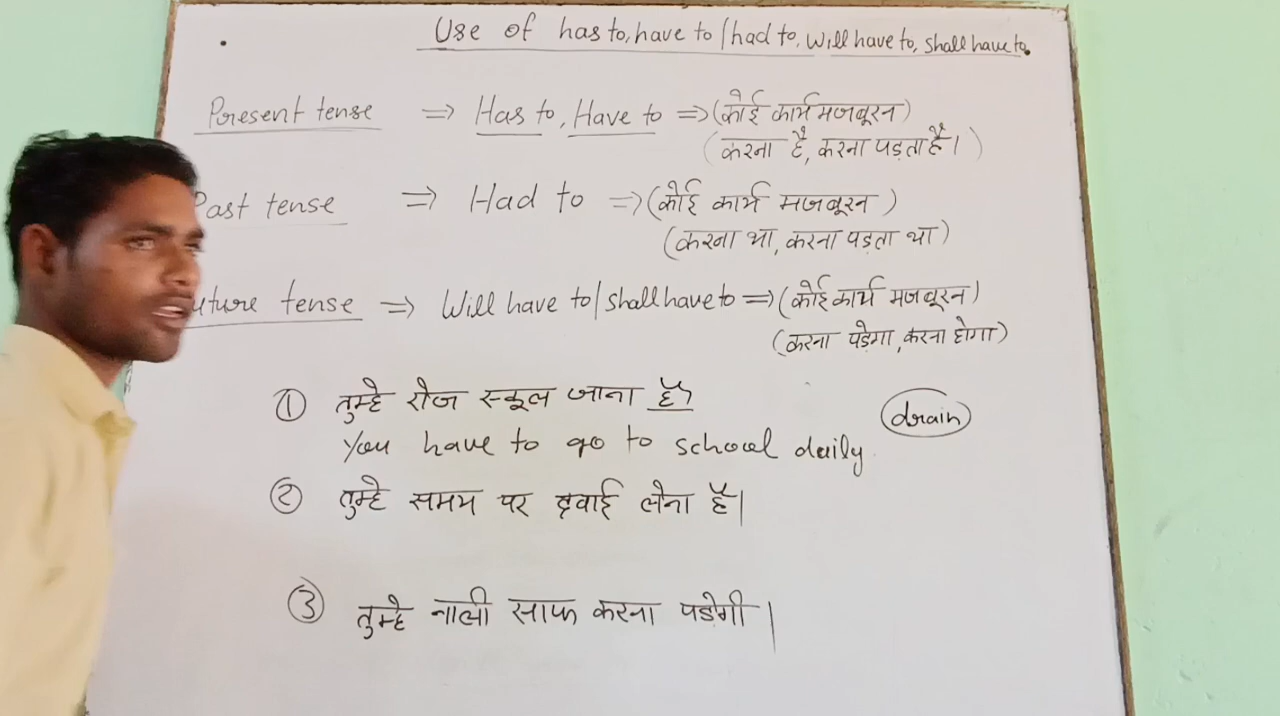 Use of has to, have to / had to, will have to, shall have to.
Present tense ⇒ Has to, Have to ⇒ (कोई कार्य मजबूरन)
(करना है, करना पड़ता है।)
Past tense ⇒ Had to ⇒ (कोई कार्य मजबूरन)
(करना था, करना पड़ता था)
uture tense ⇒ Will have to / shall have to ⇒ (कोई कार्य मजबूरन)
(करना पड़ेगा, करना होगा)
① तुम्हे रोज स्कूल जाना है
You have to go to school daily.
drain
② तुम्हे समय पर दवाई लेना है।
③ तुम्हे नाली साफ करना पडेगी।